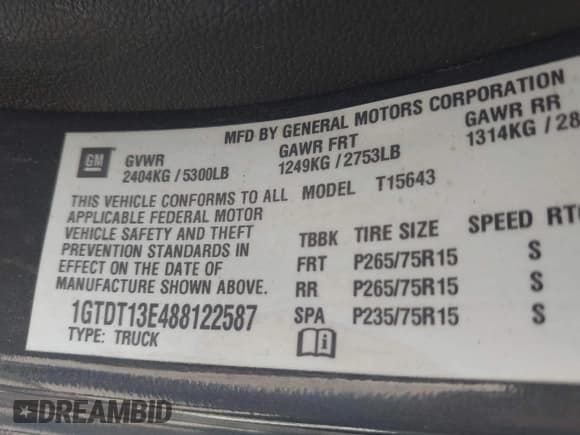 MFD BY GENERAL MOTORS CORPORATION
GM
GVWR GAWR FRT GAWR RR
2404KG / 5300LB 1249KG / 2753LB 1314KG / 28
THIS VEHICLE CONFORMS TO ALL MODEL T15643
APPLICABLE FEDERAL MOTOR
VEHICLE SAFETY AND THEFT
PREVENTION STANDARDS IN
EFFECT ON THE DATE OF
MANUFACTURE SHOWN ABOVE.
TBBK TIRE SIZE SPEED RTG
FRT P265/75R15 S
RR P265/75R15 S
SPA P235/75R15 S
1GTDT13E488122587
TYPE: TRUCK
DREAMBID